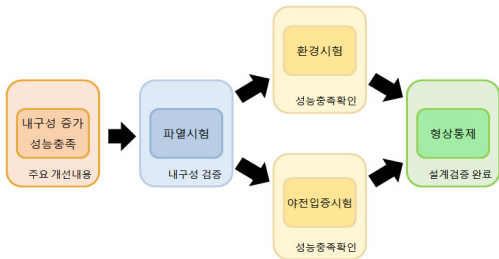 내구성 증가
성능충족
주요 개선내용
파열시험
내구성 검증
환경시험
성능충족확인
야전입증시험
성능충족확인
형상통제
설계검증 완료